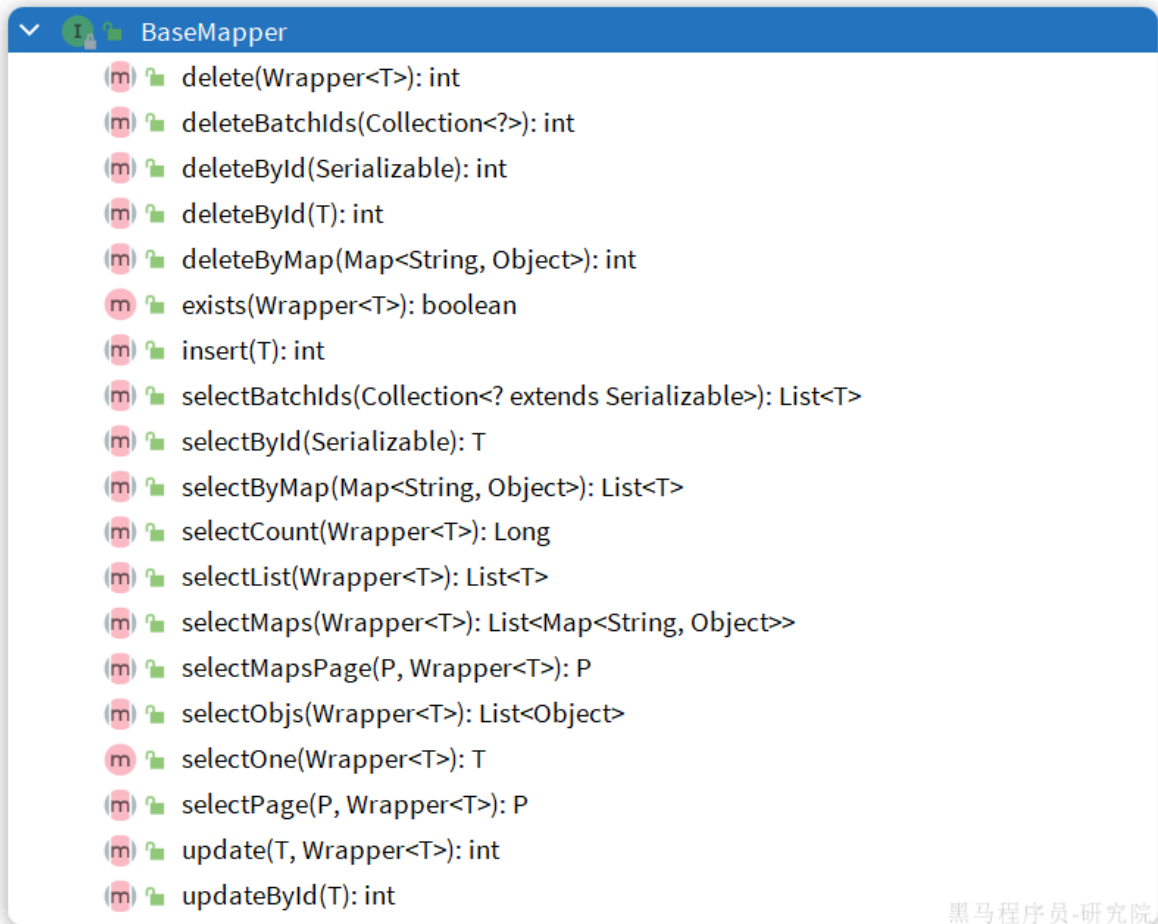 BaseMapper
delete(Wrapper<T>): int
deleteBatchIds(Collection<?>): int
deleteById(Serializable): int
deleteById(T): int
deleteByMap(Map<String, Object>): int
exists(Wrapper<T>): boolean
insert(T): int
selectBatchIds(Collection<? extends Serializable>): List<T>
selectById(Serializable): T
selectByMap(Map<String, Object>): List<T>
selectCount(Wrapper<T>): Long
selectList(Wrapper<T>): List<T>
selectMaps(Wrapper<T>): List<Map<String, Object>>
selectMapsPage(P, Wrapper<T>): P
selectObjs(Wrapper<T>): List<Object>
selectOne(Wrapper<T>): T
selectPage(P, Wrapper<T>): P
update(T, Wrapper<T>): int
updateById(T): int
黑马程序员-研究院